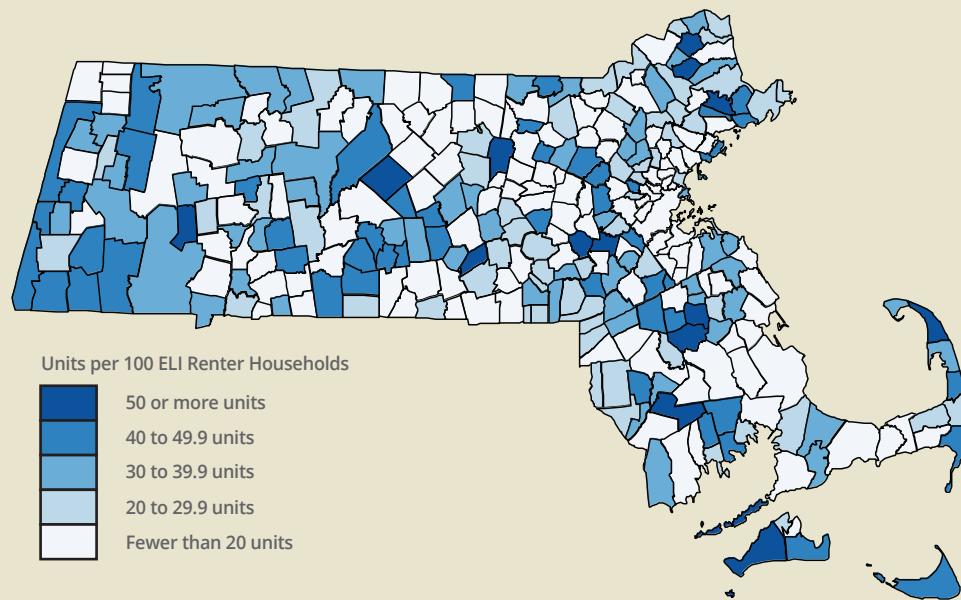 Units per 100 ELI Renter Households
50 or more units
40 to 49.9 units
30 to 39.9 units
20 to 29.9 units
Fewer than 20 units